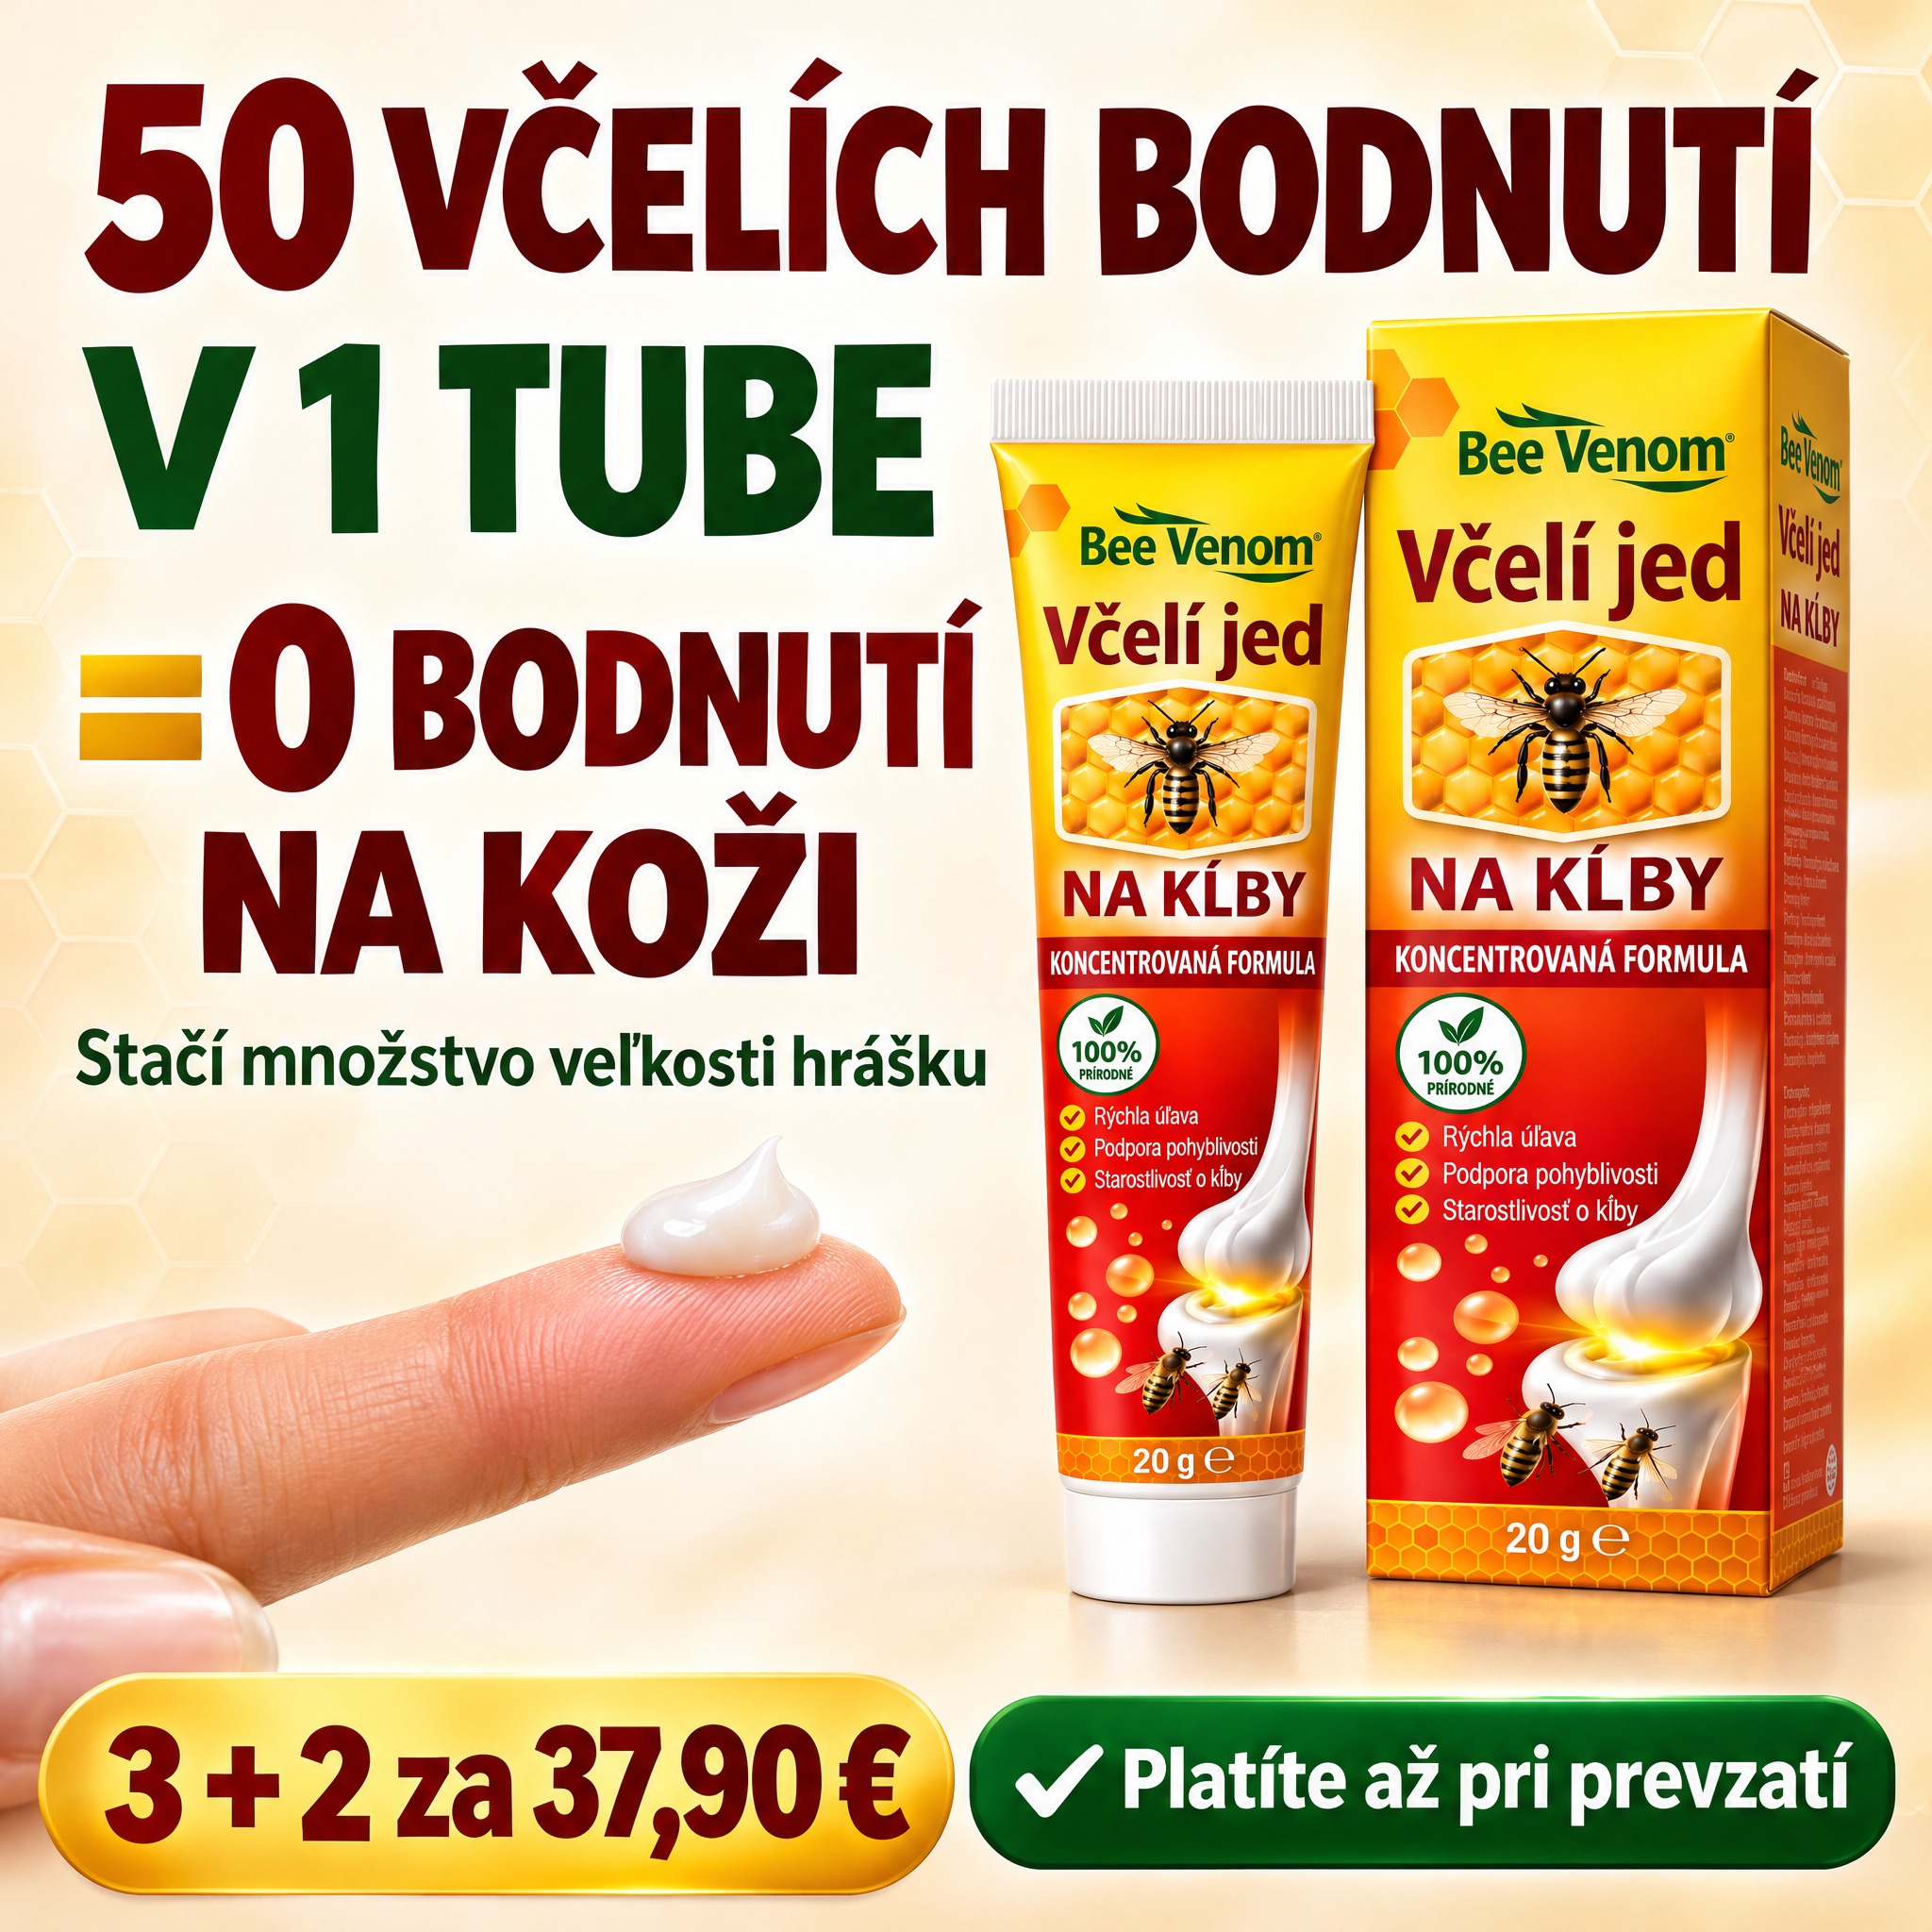 50 VČELÍCH BODNUTÍ
V 1 TUBE
= 0 BODNUTÍ
NA KOŽI
Stačí množstvo veľkosti hrášku
Bee Venom®
Včelí jed
NA KĹBY
KONCENTROVANÁ FORMULA
100%
PRÍRODNÉ
Rýchla úľava
Podpora pohyblivosti
Starostlivosť o kĺby
20 g ℮
Bee Venom®
Včelí jed
NA KĹBY
KONCENTROVANÁ FORMULA
100%
PRÍRODNÉ
Rýchla úľava
Podpora pohyblivosti
Starostlivosť o kĺby
20 g ℮
Bee Venom®
Včelí jed
NA KĹBY
3 + 2 za 37,90 €
Platíte až pri prevzatí